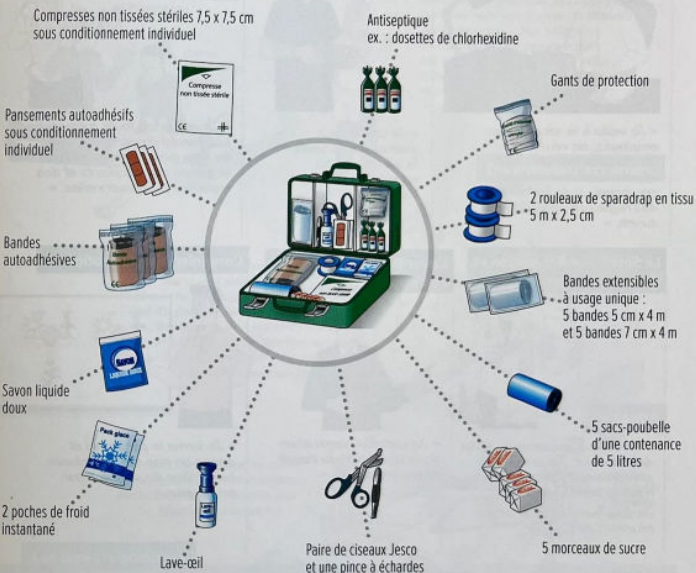 Compresses non tissées stériles 7,5 x 7,5 cm
sous conditionnement individuel
Antiseptique
ex. : dosettes de chlorhexidine
Compresse
non tissée stérile
CE
Gants de protection
Pansements autoadhésifs
sous conditionnement
individuel
2 rouleaux de sparadrap en tissu
5 m x 2,5 cm
Bandes
autoadhésives
Bandes extensibles
à usage unique :
5 bandes 5 cm x 4 m
et 5 bandes 7 cm x 4 m
SAVON
LIQUIDE DOUX
Savon liquide
doux
5 sacs-poubelle
d'une contenance
de 5 litres
Pack glace
2 poches de froid
instantané
Lave-œil
Paire de ciseaux Jesco
et une pince à échardes
5 morceaux de sucre